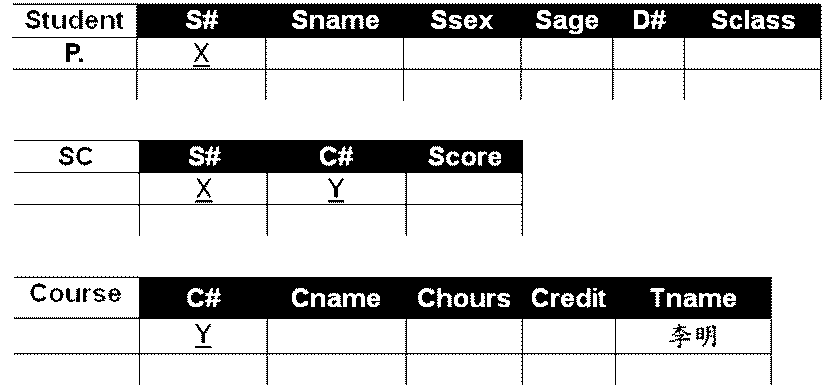 Student S# Sname Ssex Sage D# Sclass
P. X
SC S# C# Score
X Y
Course C# Cname Chours Credit Tname
Y 李明